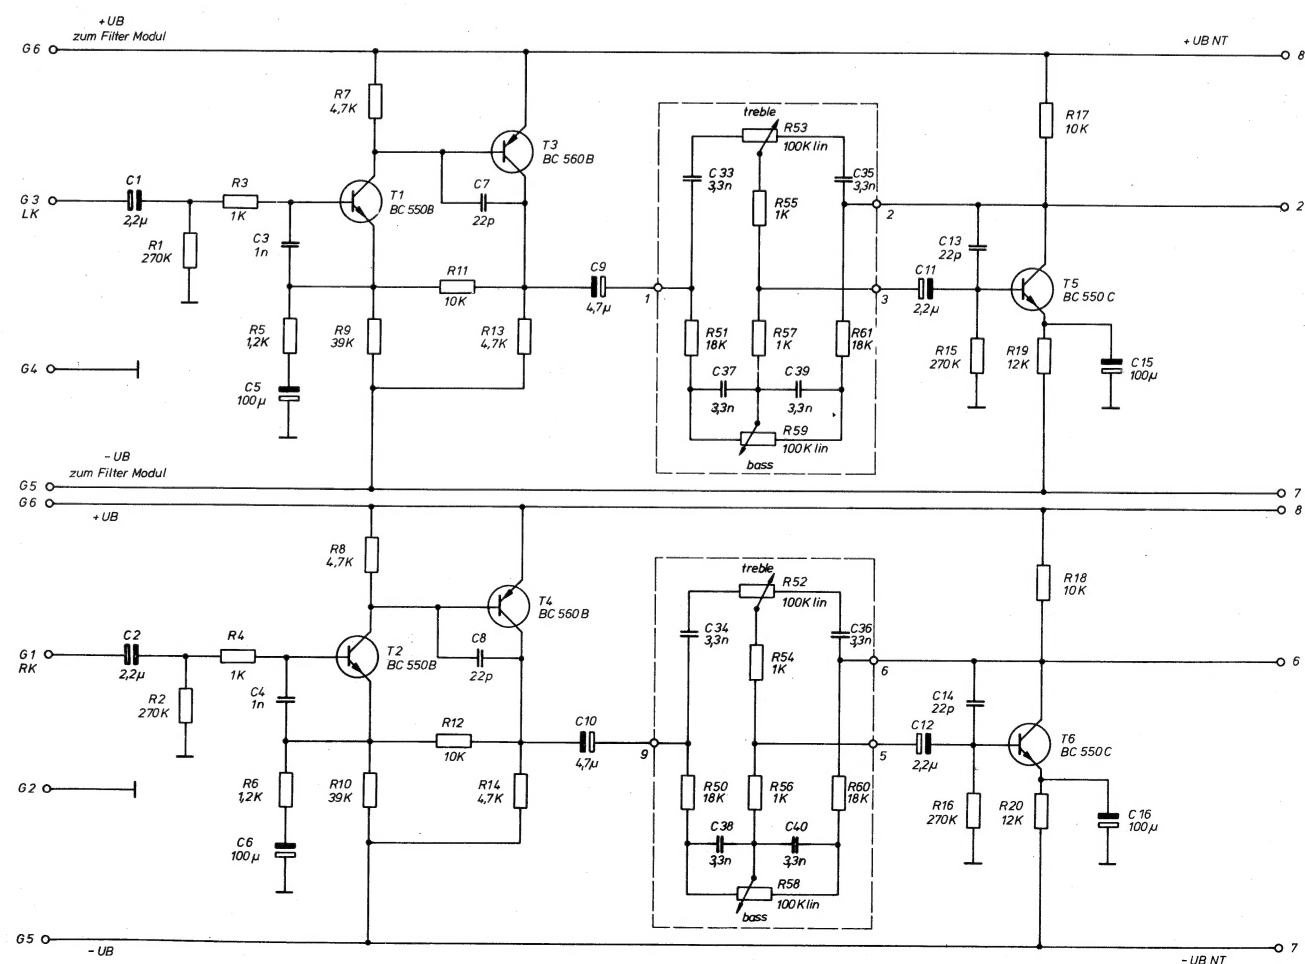 +UB
zum Filter Modul
G6
+UB NT
8
R7
4,7K
R17
10K
treble
R53
100K lin
T3
BC 560B
C1
2,2µ
R3
1K
G3
LK
T1
BC 550B
C7
22p
C33
3,3n
C35
3,3n
R55
1K
2
2
R1
270K
C3
1n
C13
22p
R11
10K
C9
4,7µ
1
3
C11
2,2µ
T5
BC 550C
R5
1,2K
R9
39K
R13
4,7K
R51
18K
R57
1K
R61
18K
R15
270K
R19
12K
C15
100µ
G4
C5
100µ
C37
3,3n
C39
3,3n
R59
100K lin
bass
-UB
zum Filter Modul
G5
7
G6
8
+UB
R8
4,7K
R18
10K
treble
R52
100K lin
T4
BC 560B
C2
2,2µ
R4
1K
G1
RK
T2
BC 550B
C8
22p
C34
3,3n
C36
3,3n
R54
1K
6
6
R2
270K
C4
1n
C14
22p
R12
10K
C10
4,7µ
9
5
C12
2,2µ
T6
BC 550C
R6
1,2K
R10
39K
R14
4,7K
R50
18K
R56
1K
R60
18K
R16
270K
R20
12K
C16
100µ
G2
C6
100µ
C38
3,3n
C40
3,3n
R58
100K lin
bass
G5
-UB
7
-UB NT